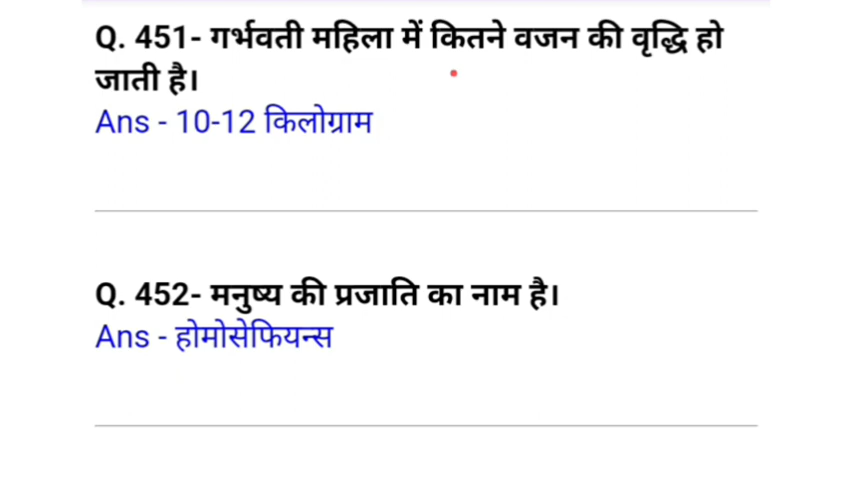 Q. 451- गर्भवती महिला में कितने वजन की वृद्धि हो
जाती है।
Ans - 10-12 किलोग्राम
Q. 452- मनुष्य की प्रजाति का नाम है।
Ans - होमोसेफियन्स